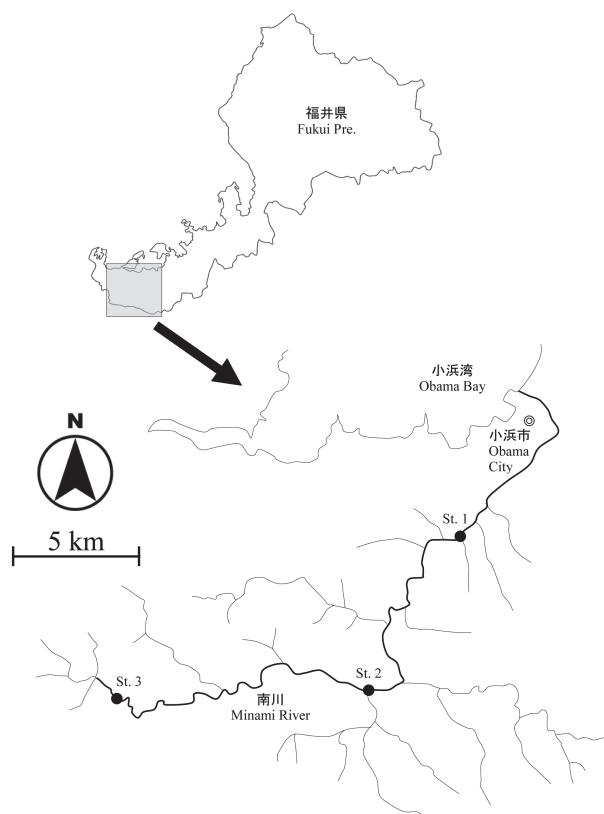 福井県
Fukui Pre.
小浜湾
Obama Bay
小浜市
Obama
City
N
5 km
St. 1
St. 2
St. 3
南川
Minami River